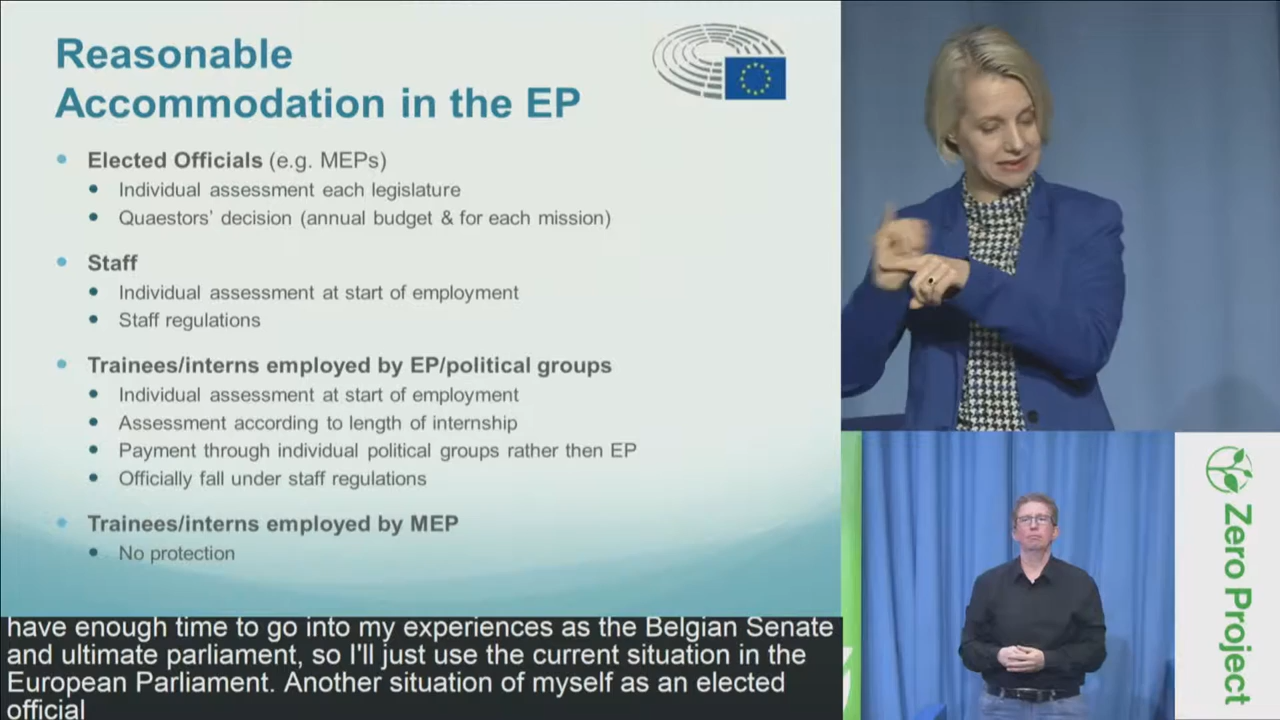 Reasonable
Accommodation in the EP
Elected Officials (e.g. MEPs)
Individual assessment each legislature
Quaestors' decision (annual budget & for each mission)
Staff
Individual assessment at start of employment
Staff regulations
Trainees/interns employed by EP/political groups
Individual assessment at start of employment
Assessment according to length of internship
Payment through individual political groups rather then EP
Officially fall under staff regulations
Trainees/interns employed by MEP
No protection
have enough time to go into my experiences as the Belgian Senate
and ultimate parliament, so I'll just use the current situation in the
European Parliament. Another situation of myself as an elected
official
Zero Project